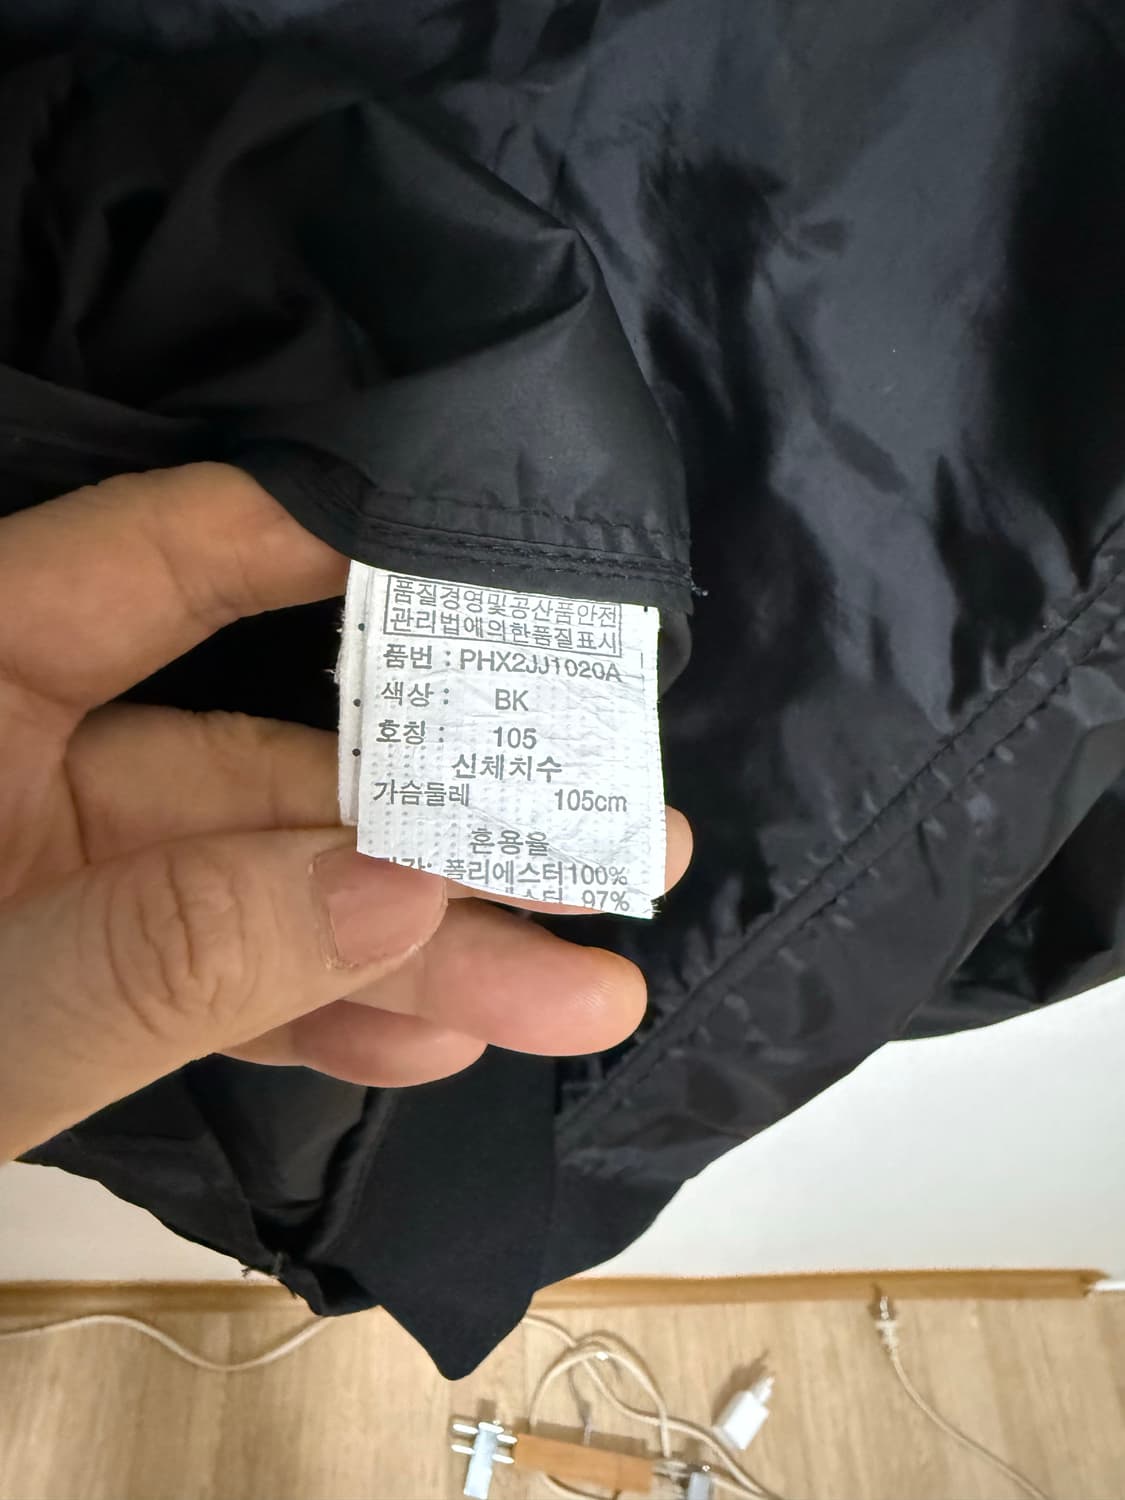 품질경영및공산품안전
관리법에의한품질표시
품번 : PHX2JJ1020A
색상 : BK
호칭 : 105
신체치수
가슴둘레 105cm
혼용율
폴리에스터100%
97%